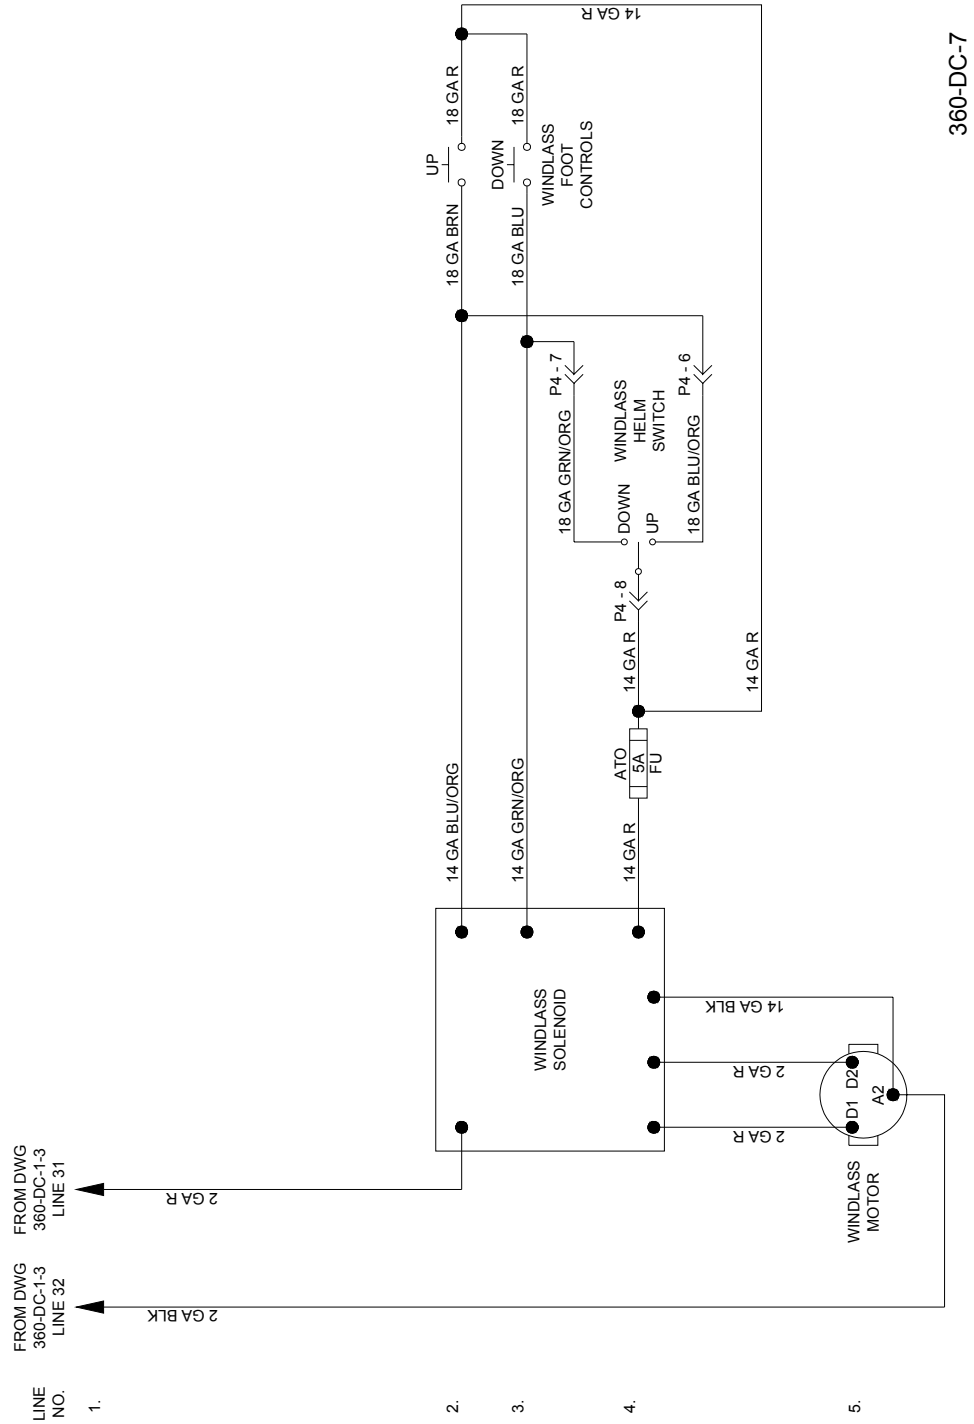 LINE
NO.
FROM DWG
360-DC-1-3
LINE 32
FROM DWG
360-DC-1-3
LINE 31
1.
2 GA BLK
2 GA R
2.
14 GA BLU/ORG
18 GA BRN
UP
18 GA R
14 GA R
3.
14 GA GRN/ORG
18 GA BLU
DOWN
18 GA R
WINDLASS
FOOT
CONTROLS
WINDLASS
SOLENOID
P4 - 7
18 GA GRN/ORG
4.
14 GA R
ATO
5A
FU
14 GA R
P4 - 8
DOWN
UP
WINDLASS
HELM
SWITCH
P4 - 6
18 GA BLU/ORG
14 GA R
2 GA R
2 GA R
14 GA BLK
5.
WINDLASS
MOTOR
D1
D2
A2
360-DC-7